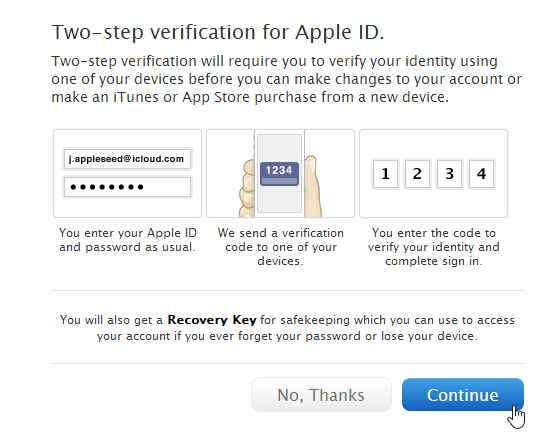 Two-step verification for Apple ID.
Two-step verification will require you to verify your identity using
one of your devices before you can make changes to your account or
make an iTunes or App Store purchase from a new device.
j.appleseed@icloud.com
●●●●●●●●
1234
1 2 3 4
You enter your Apple ID
and password as usual.
We send a verification
code to one of your
devices.
You enter the code to
verify your identity and
complete sign in.
You will also get a Recovery Key for safekeeping which you can use to access
your account if you ever forget your password or lose your device.
No, Thanks
Continue